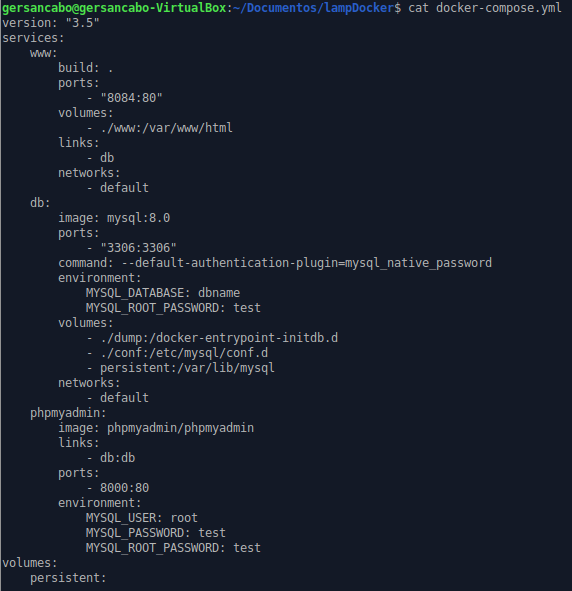 gersancabo@gersancabo-VirtualBox:~/Documentos/lampDocker$ cat docker-compose.yml
version: "3.5"
services:
    www:
        build: .
        ports:
            - "8084:80"
        volumes:
            - ./www:/var/www/html
        links:
            - db
        networks:
            - default
    db:
        image: mysql:8.0
        ports:
            - "3306:3306"
        command: --default-authentication-plugin=mysql_native_password
        environment:
            MYSQL_DATABASE: dbname
            MYSQL_ROOT_PASSWORD: test
        volumes:
            - ./dump:/docker-entrypoint-initdb.d
            - ./conf:/etc/mysql/conf.d
            - persistent:/var/lib/mysql
        networks:
            - default
    phpmyadmin:
        image: phpmyadmin/phpmyadmin
        links:
            - db:db
        ports:
            - 8000:80
        environment:
            MYSQL_USER: root
            MYSQL_PASSWORD: test
            MYSQL_ROOT_PASSWORD: test
volumes:
    persistent: